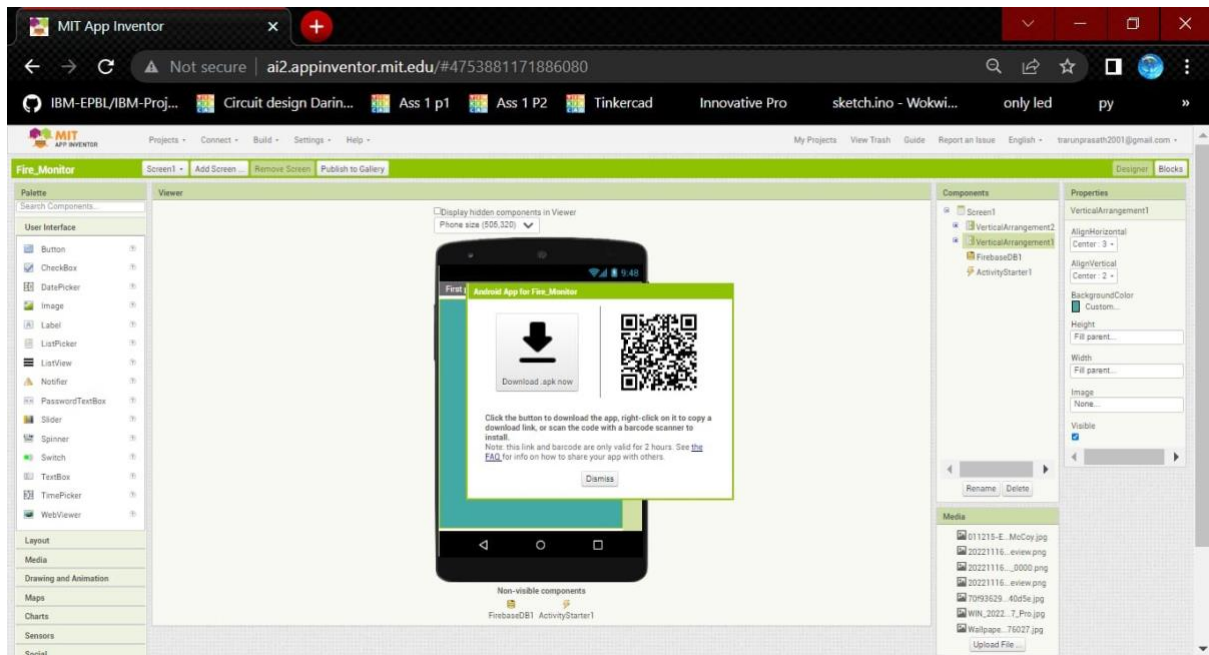 MIT App Inventor
Not secure | ai2.appinventor.mit.edu/#4753881171886080
IBM-EPBL/IBM-Proj... Circuit design Darin... Ass 1 p1 Ass 1 P2 Tinkercad Innovative Pro sketch.ino - Wokwi... only led py »
MIT APP INVENTOR Projects Connect Build Settings Help My Projects View Trash Guide Report an Issue English trarunprasath2001@gmail.com
Fire_Monitor Screen1 Add Screen ... Remove Screen Publish to Gallery Designer Blocks
Palette
Search Components...
User Interface
Button
CheckBox
DatePicker
Image
Label
ListPicker
ListView
Notifier
PasswordTextBox
Slider
Spinner
Switch
TextBox
TimePicker
WebViewer
Layout
Media
Drawing and Animation
Maps
Charts
Sensors
Social
Viewer
Display hidden components in Viewer
Phone size (505,320)
9:48
First
Android App for Fire_Monitor
Download .apk now
Click the button to download the app, right-click on it to copy a
download link, or scan the code with a barcode scanner to
install.
Note: this link and barcode are only valid for 2 hours. See the
FAQ for info on how to share your app with others.
Dismiss
Non-visible components
FirebaseDB1 ActivityStarter1
Components
Screen1
VerticalArrangement2
VerticalArrangement1
FirebaseDB1
ActivityStarter1
Rename Delete
Media
011215-E...McCoy.jpg
20221116...eview.png
20221116..._0000.png
20221116...eview.png
70f93629...40d5e.jpg
WIN_2022...7_Pro.jpg
Wallpape...76027.jpg
Upload File ...
Properties
VerticalArrangement1
AlignHorizontal
Center : 3
AlignVertical
Center : 2
BackgroundColor
Custom...
Height
Fill parent...
Width
Fill parent...
Image
None...
Visible